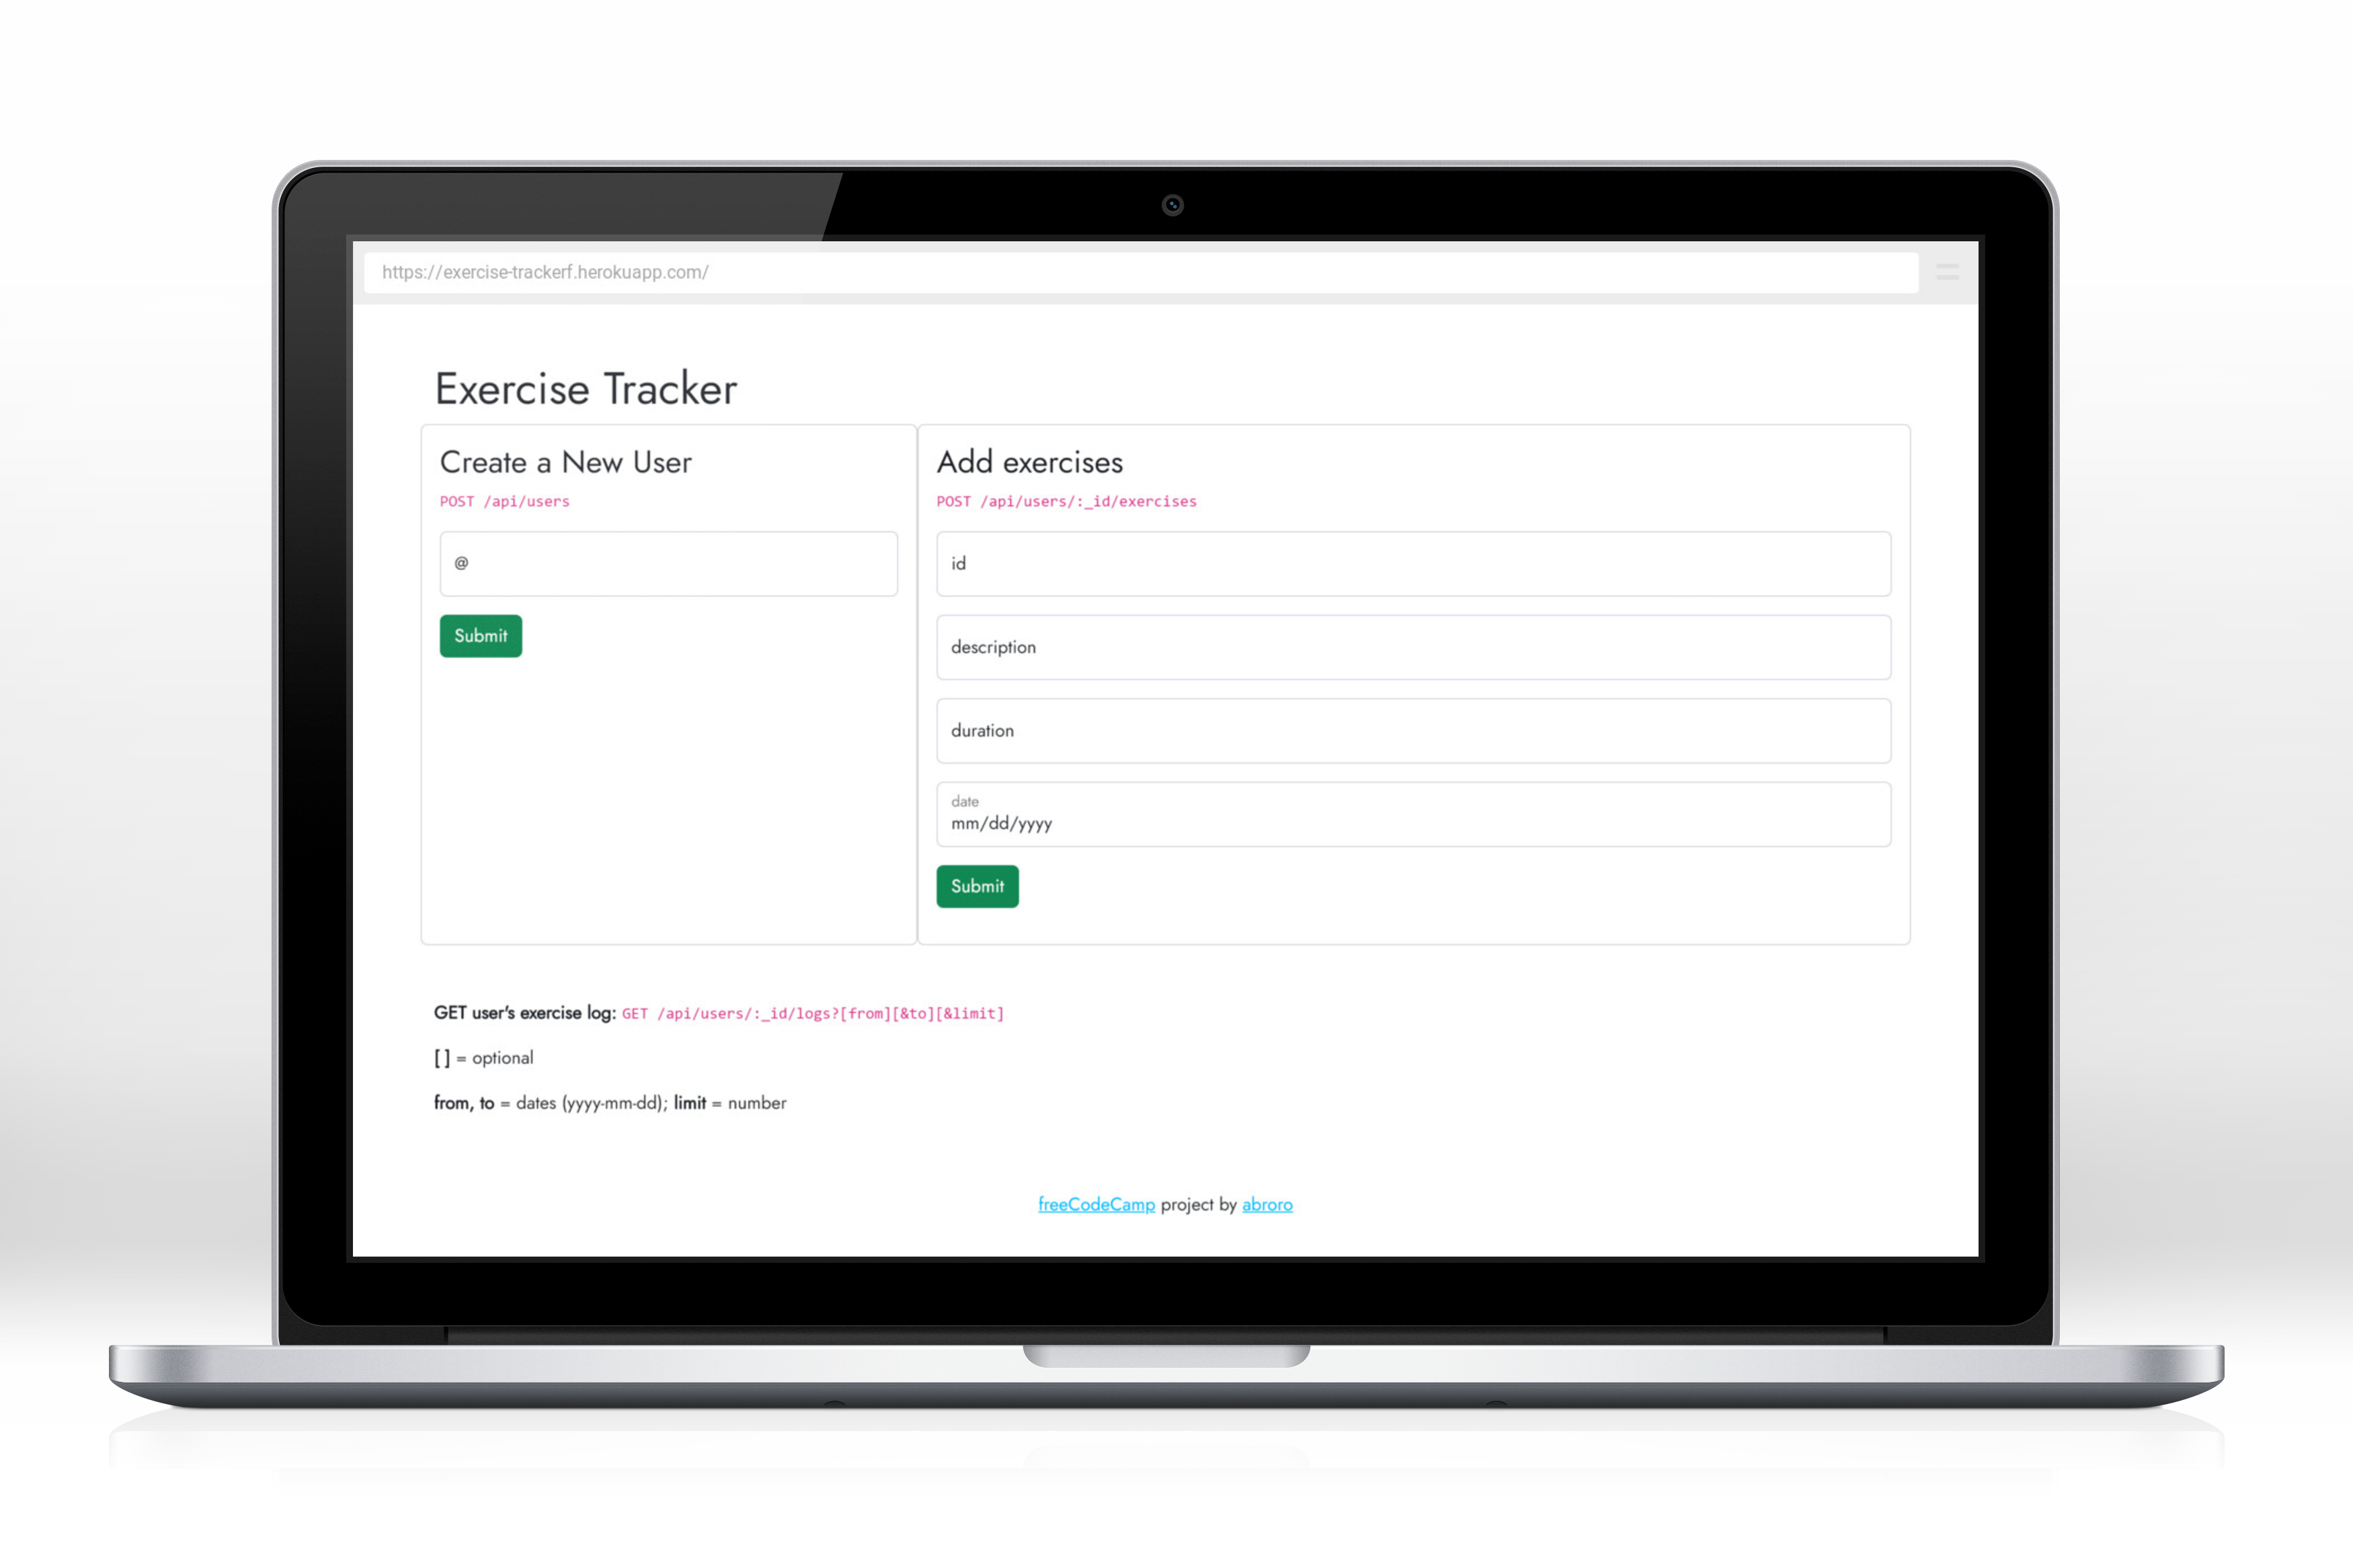 https://exercise-trackerf.herokuapp.com/
Exercise Tracker
Create a New User
POST /api/users
@
Submit
Add exercises
POST /api/users/:_id/exercises
id
description
duration
date
mm/dd/yyyy
Submit
GET user's exercise log: GET /api/users/:_id/logs?[from][&to][&limit]
[ ] = optional
from, to = dates (yyyy-mm-dd); limit = number
freeCodeCamp project by abroro